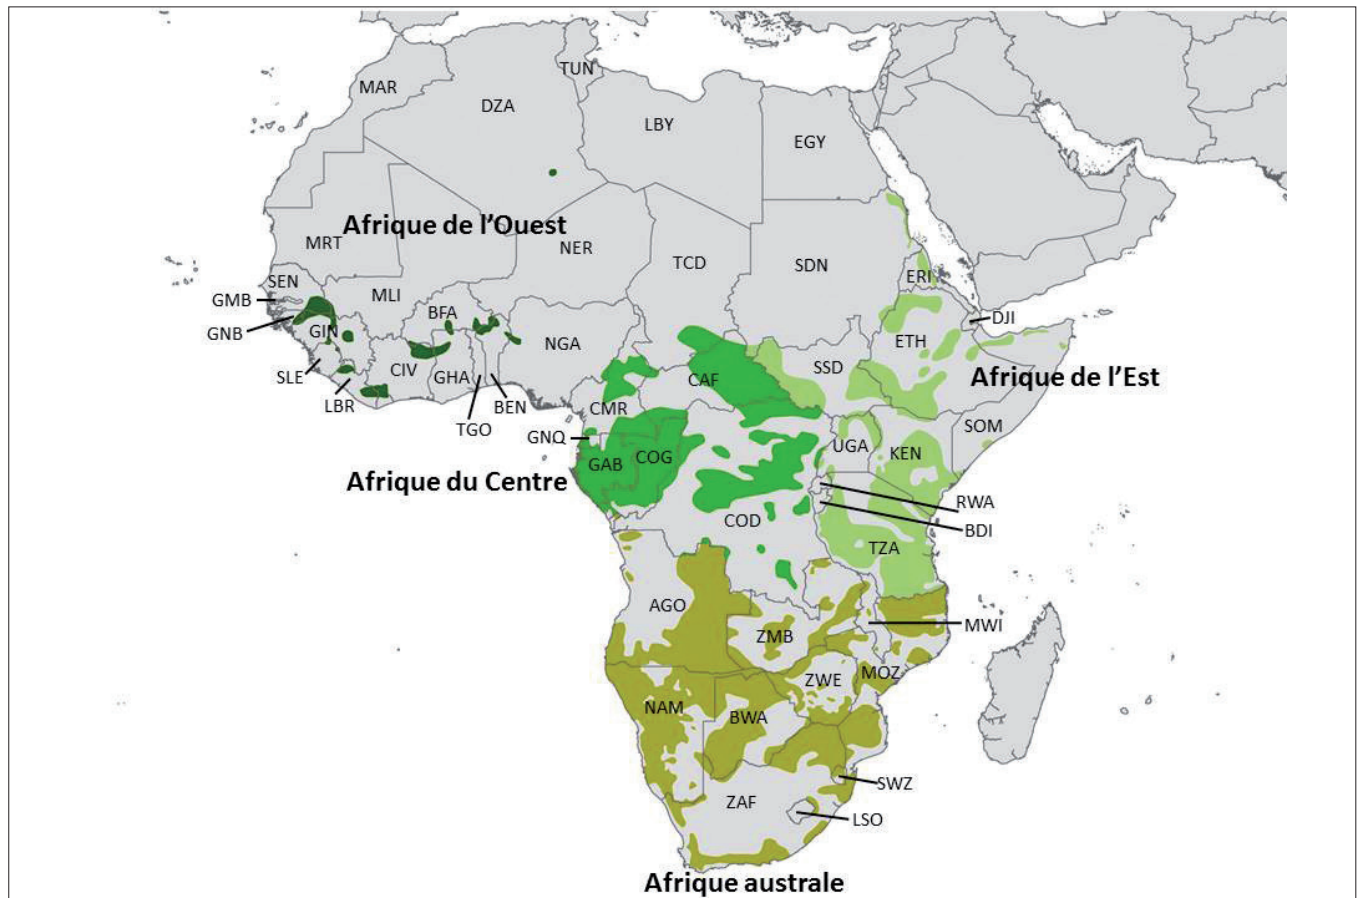 TUN
MAR
DZA
LBY
EGY
Afrique de l'Ouest
MRT
NER
TCD
SDN
ERI
SEN
GMB
MLI
BFA
DJI
GNB
GIN
NGA
ETH
SSD
SLE
CIV
GHA
CAF
Afrique de l'Est
LBR
BEN
CMR
TGO
SOM
GNQ
UGA
KEN
GAB
COG
Afrique du Centre
RWA
COD
BDI
TZA
AGO
MWI
ZMB
ZWE
MOZ
NAM
BWA
SWZ
ZAF
LSO
Afrique australe